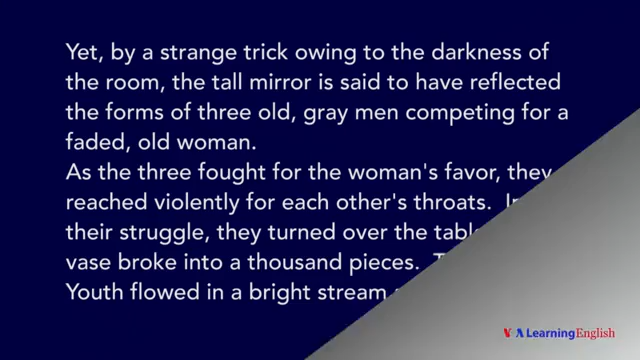 Yet, by a strange trick owing to the darkness of
the room, the tall mirror is said to have reflected
the forms of three old, gray men competing for a
faded, old woman.
As the three fought for the woman's favor, they
reached violently for each other's throats. In
their struggle, they turned over the table
vase broke into a thousand pieces.
Youth flowed in a bright stream
VOA Learning English